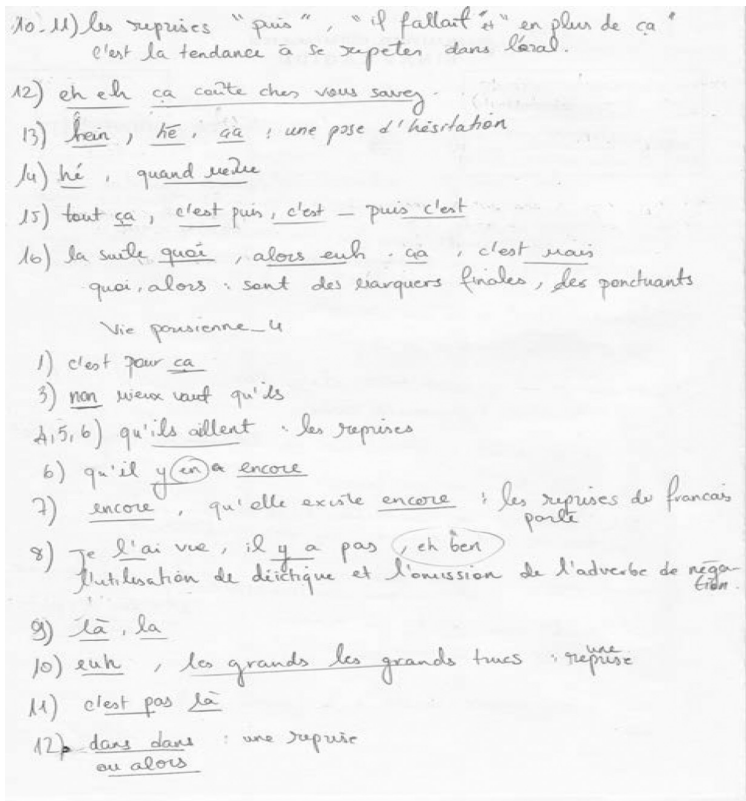 10-11) les reprises "puis", "il fallait" et "en plus de ça"
c'est la tendance à se repeter dans l'oral.
12) eh eh ça coûte cher vous savez.
13) hein, hé, ça : une pose d'hésitation
14) hé, quand même
15) tout ça, c'est puis, c'est - puis c'est
16) la suite quoi, alors euh. ça, c'est mais
quoi, alors : sont des marquers finales, des ponctuants
Vie parisienne_4
1) c'est pour ça
3) non mieux vaut qu'ils
4,5,6) qu'ils aillent : les reprises
6) qu'il y en a encore
7) encore, qu'elle existe encore : les reprises du francais
parlé
8) Je l'ai vue, il y a pas, eh ben
l'utilisation de déictique et l'omission de l'adverbe de néga-
tion.
9) là, la
10) euh, les grands les grands trucs : une reprise
11) c'est pas là
12) dans dans : une reprise
ou alors